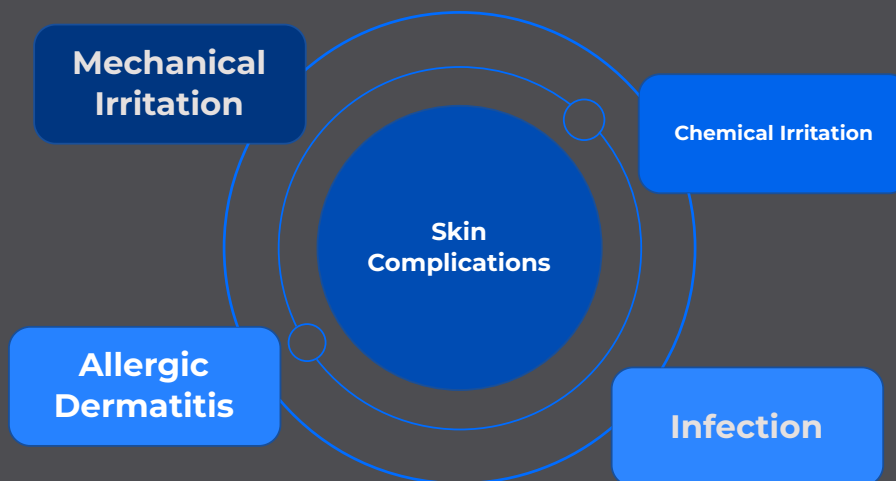 Mechanical
Irritation
Chemical Irritation
Skin
Complications
Allergic
Dermatitis
Infection